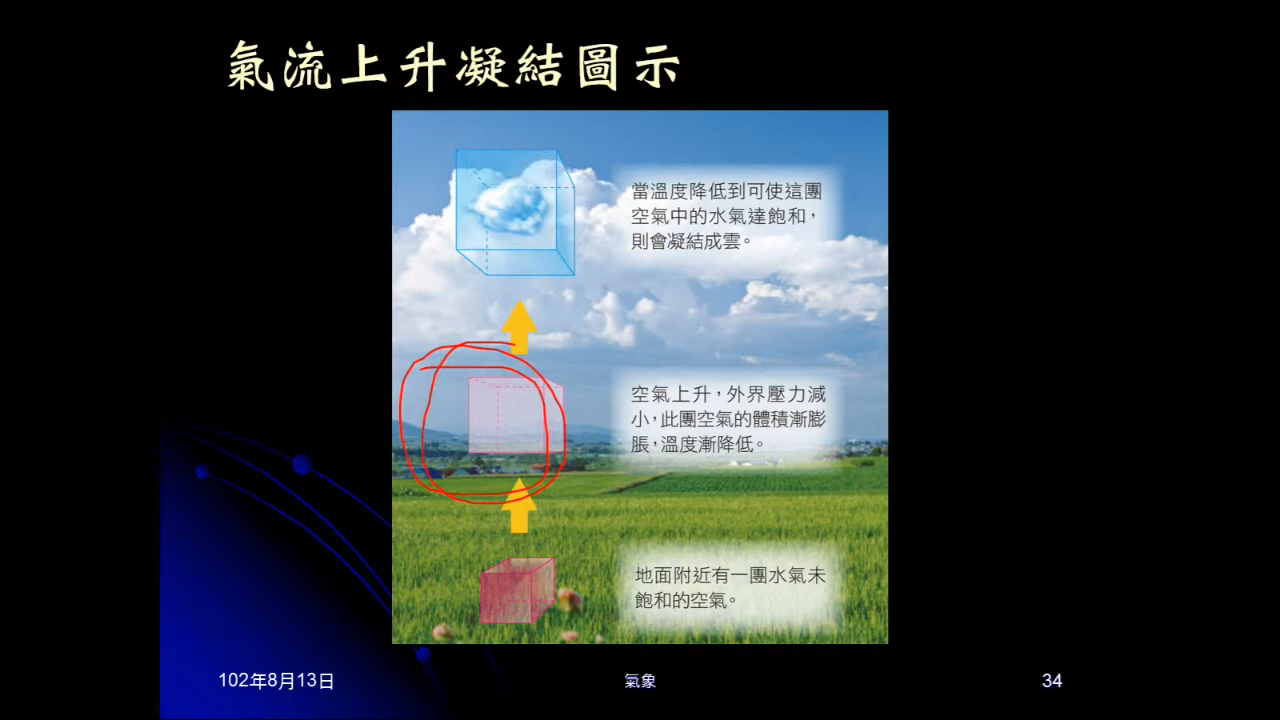 氣流上升凝結圖示
當溫度降低到可使這團
空氣中的水氣達飽和，
則會凝結成雲。
空氣上升，外界壓力減
小，此團空氣的體積漸膨
脹，溫度漸降低。
地面附近有一團水氣未
飽和的空氣。
102年8月13日
氣象
34